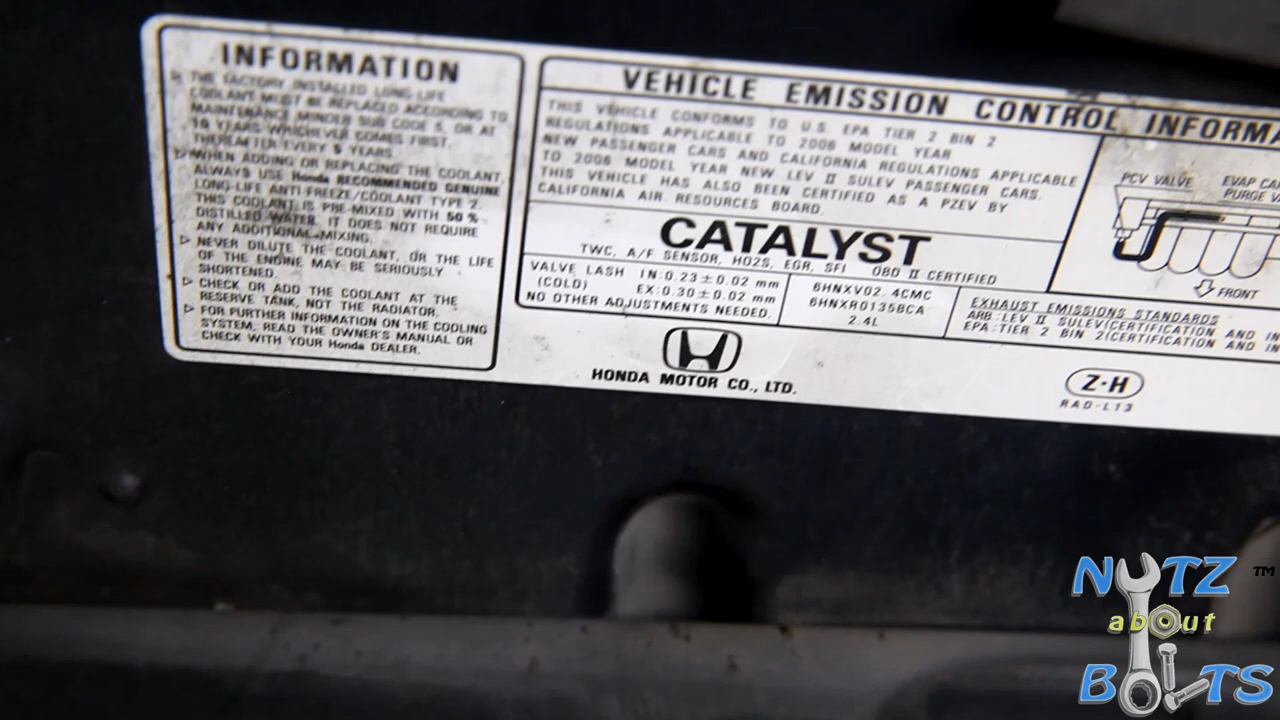 INFORMATION
THE FACTORY INSTALLED LONG-LIFE
COOLANT MUST BE REPLACED ACCORDING TO
MAINTENANCE MINDER SUB CODE 5, OR AT
10 YEARS WHICHEVER COMES FIRST,
THEREAFTER EVERY 5 YEARS.
WHEN ADDING OR REPLACING THE COOLANT,
ALWAYS USE Honda RECOMMENDED GENUINE
LONG-LIFE ANTI-FREEZE/COOLANT TYPE 2.
THIS COOLANT IS PRE-MIXED WITH 50 %
DISTILLED WATER. IT DOES NOT REQUIRE
ANY ADDITIONAL MIXING.
▷ NEVER DILUTE THE COOLANT, OR THE LIFE
OF THE ENGINE MAY BE SERIOUSLY
SHORTENED.
▷ CHECK OR ADD THE COOLANT AT THE
RESERVE TANK, NOT THE RADIATOR.
▷ FOR FURTHER INFORMATION ON THE COOLING
SYSTEM, READ THE OWNER'S MANUAL OR
CHECK WITH YOUR Honda DEALER.
VEHICLE EMISSION CONTROL INFORMA
THIS VEHICLE CONFORMS TO U.S. EPA TIER 2 BIN 2
REGULATIONS APPLICABLE TO 2006 MODEL YEAR
NEW PASSENGER CARS AND CALIFORNIA REGULATIONS APPLICABLE
TO 2006 MODEL YEAR NEW LEV II SULEV PASSENGER CARS.
THIS VEHICLE HAS ALSO BEEN CERTIFIED AS A PZEV BY
CALIFORNIA AIR RESOURCES BOARD.
CATALYST
TWC, A/F SENSOR, HO2S, EGR, SFI OBD II CERTIFIED
VALVE LASH IN:0.23±0.02 mm
(COLD) EX:0.30±0.02 mm
NO OTHER ADJUSTMENTS NEEDED.
6HNXV02.4CMC
6HNXR0135BCA
2.4L
PCV VALVE
EVAP CA
PURGE V
FRONT
EXHAUST EMISSIONS STANDARDS
ARB:LEV II SULEV(CERTIFICATION AND IN
EPA:TIER 2 BIN 2(CERTIFICATION AND IN
HONDA MOTOR CO., LTD.
Z·H
RAD-L13
NUTZ ™
about
BOLTS